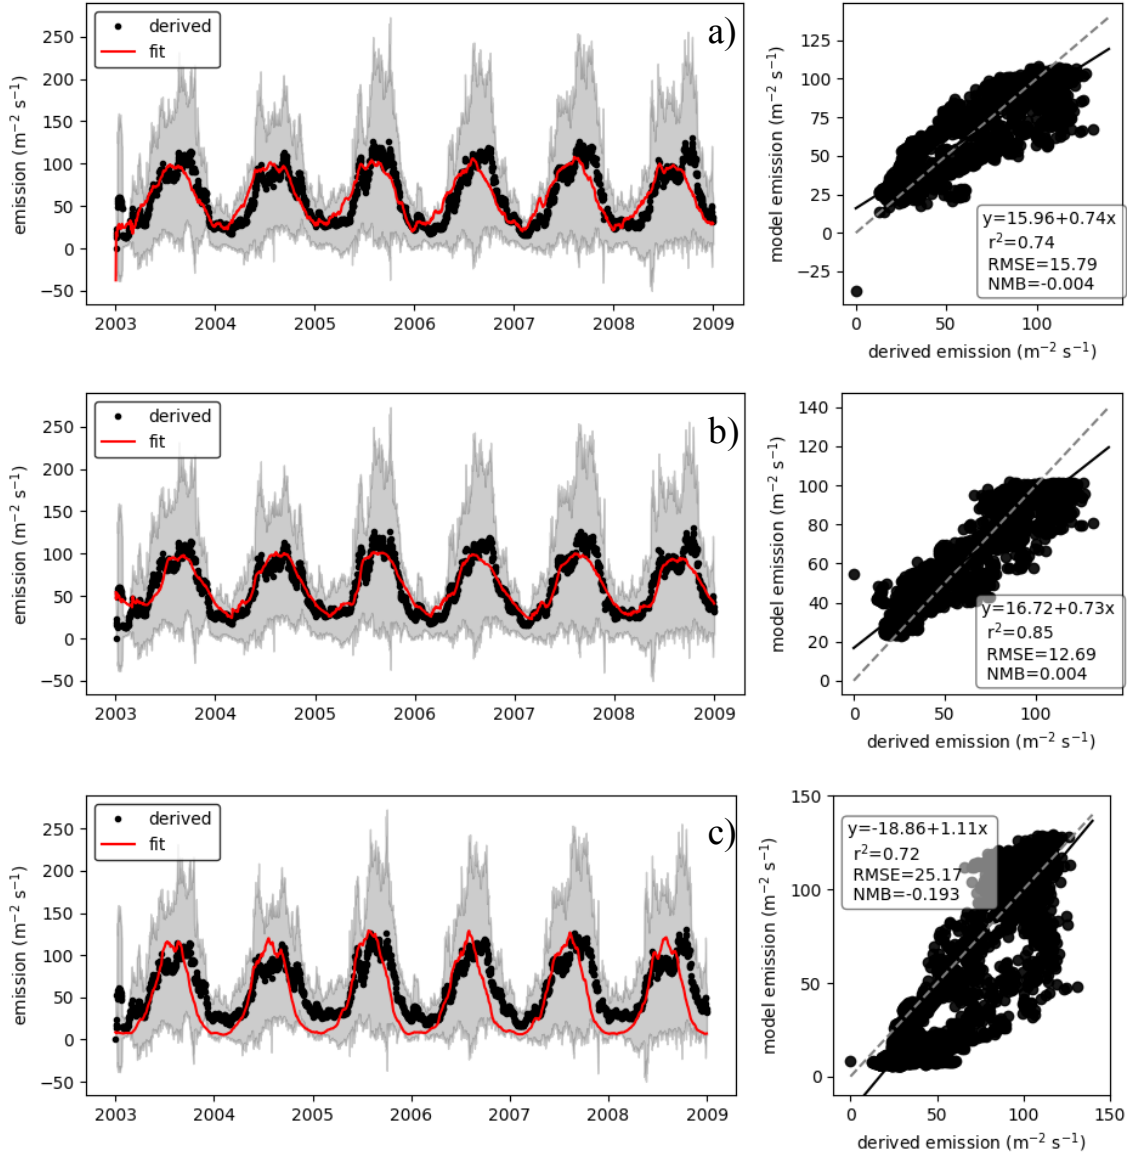 derived
fit
a)
emission (m⁻² s⁻¹)
250
200
150
100
50
0
−50
2003 2004 2005 2006 2007 2008 2009
model emission (m⁻² s⁻¹)
125
100
75
50
25
0
−25
y=15.96+0.74x
r²=0.74
RMSE=15.79
NMB=-0.004
0 50 100
derived emission (m⁻² s⁻¹)
derived
fit
b)
emission (m⁻² s⁻¹)
250
200
150
100
50
0
−50
2003 2004 2005 2006 2007 2008 2009
model emission (m⁻² s⁻¹)
140
120
100
80
60
40
20
0
y=16.72+0.73x
r²=0.85
RMSE=12.69
NMB=0.004
0 50 100
derived emission (m⁻² s⁻¹)
derived
fit
c)
emission (m⁻² s⁻¹)
250
200
150
100
50
0
−50
2003 2004 2005 2006 2007 2008 2009
model emission (m⁻² s⁻¹)
150
100
50
0
y=-18.86+1.11x
r²=0.72
RMSE=25.17
NMB=-0.193
0 50 100 150
derived emission (m⁻² s⁻¹)